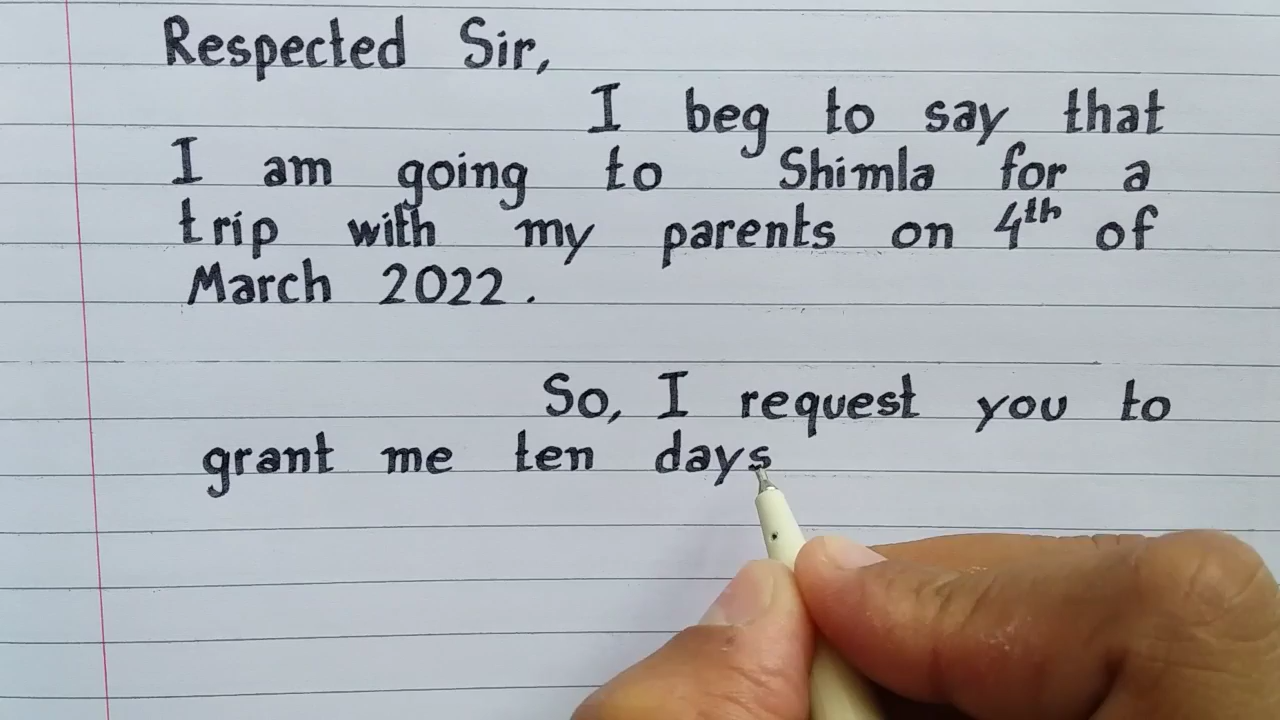 Respected Sir,
I beg to say that
I am going to Shimla for a
trip with my parents on 4th of
March 2022.
So, I request you to
grant me ten days